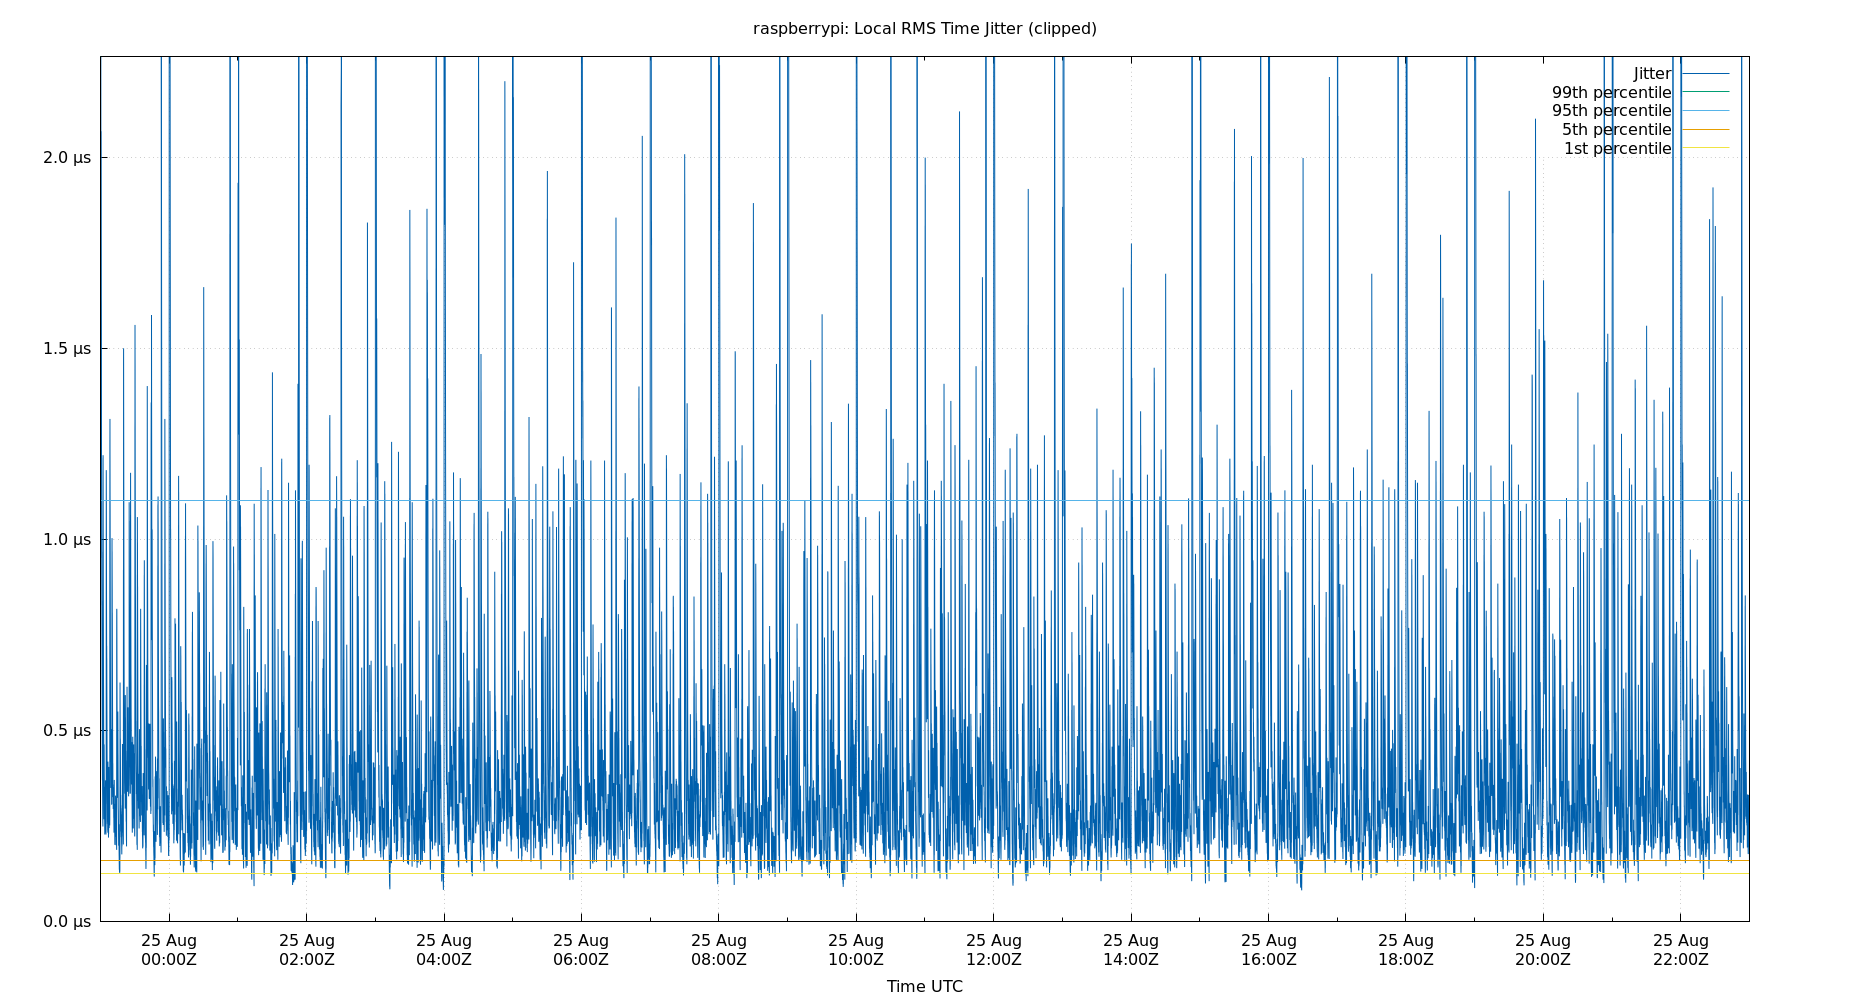 raspberrypi: Local RMS Time Jitter (clipped)
Jitter
99th percentile
95th percentile
5th percentile
1st percentile
2.0 µs
1.5 µs
1.0 µs
0.5 µs
0.0 µs
25 Aug 25 Aug 25 Aug 25 Aug 25 Aug 25 Aug 25 Aug 25 Aug 25 Aug 25 Aug 25 Aug 25 Aug
00:00Z 02:00Z 04:00Z 06:00Z 08:00Z 10:00Z 12:00Z 14:00Z 16:00Z 18:00Z 20:00Z 22:00Z
Time UTC